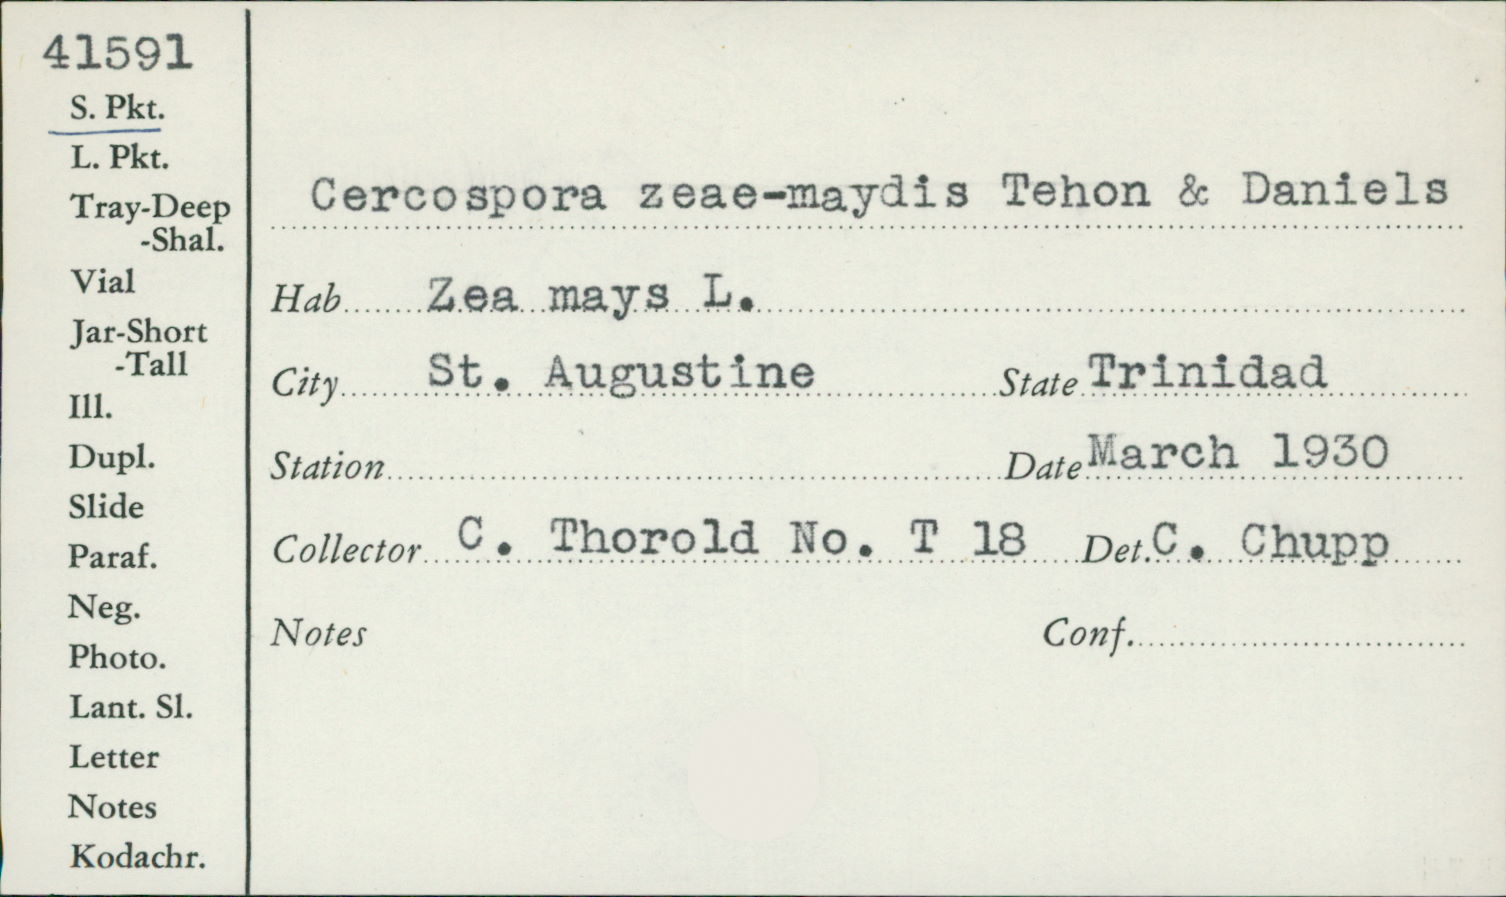 41591
S. Pkt.
L. Pkt.
Tray-Deep
-Shal.
Vial
Jar-Short
-Tall
Ill.
Dupl.
Slide
Paraf.
Neg.
Photo.
Lant. Sl.
Letter
Notes
Kodachr.
Cercospora zeae-maydis Tehon & Daniels
Hab Zea mays L.
City St. Augustine State Trinidad
Station Date March 1930
Collector C. Thorold No. T 18 Det. C. Chupp
Notes Conf.